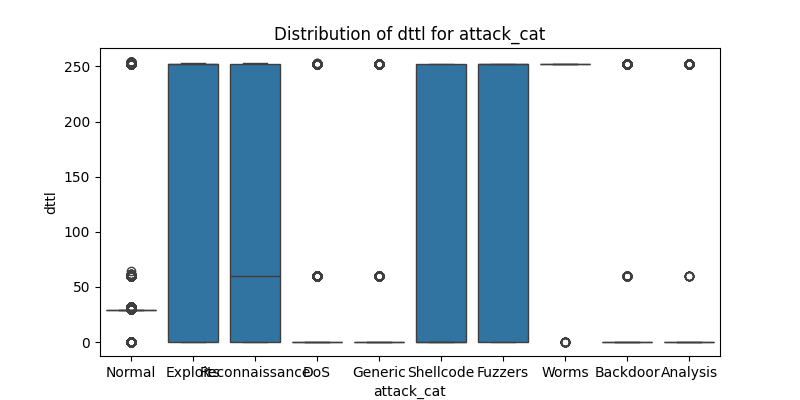 Distribution of dttl for attack_cat
250
200
150
100
50
0
dttl
Normal Exploits Reconnaissance DoS Generic Shellcode Fuzzers Worms Backdoor Analysis
attack_cat